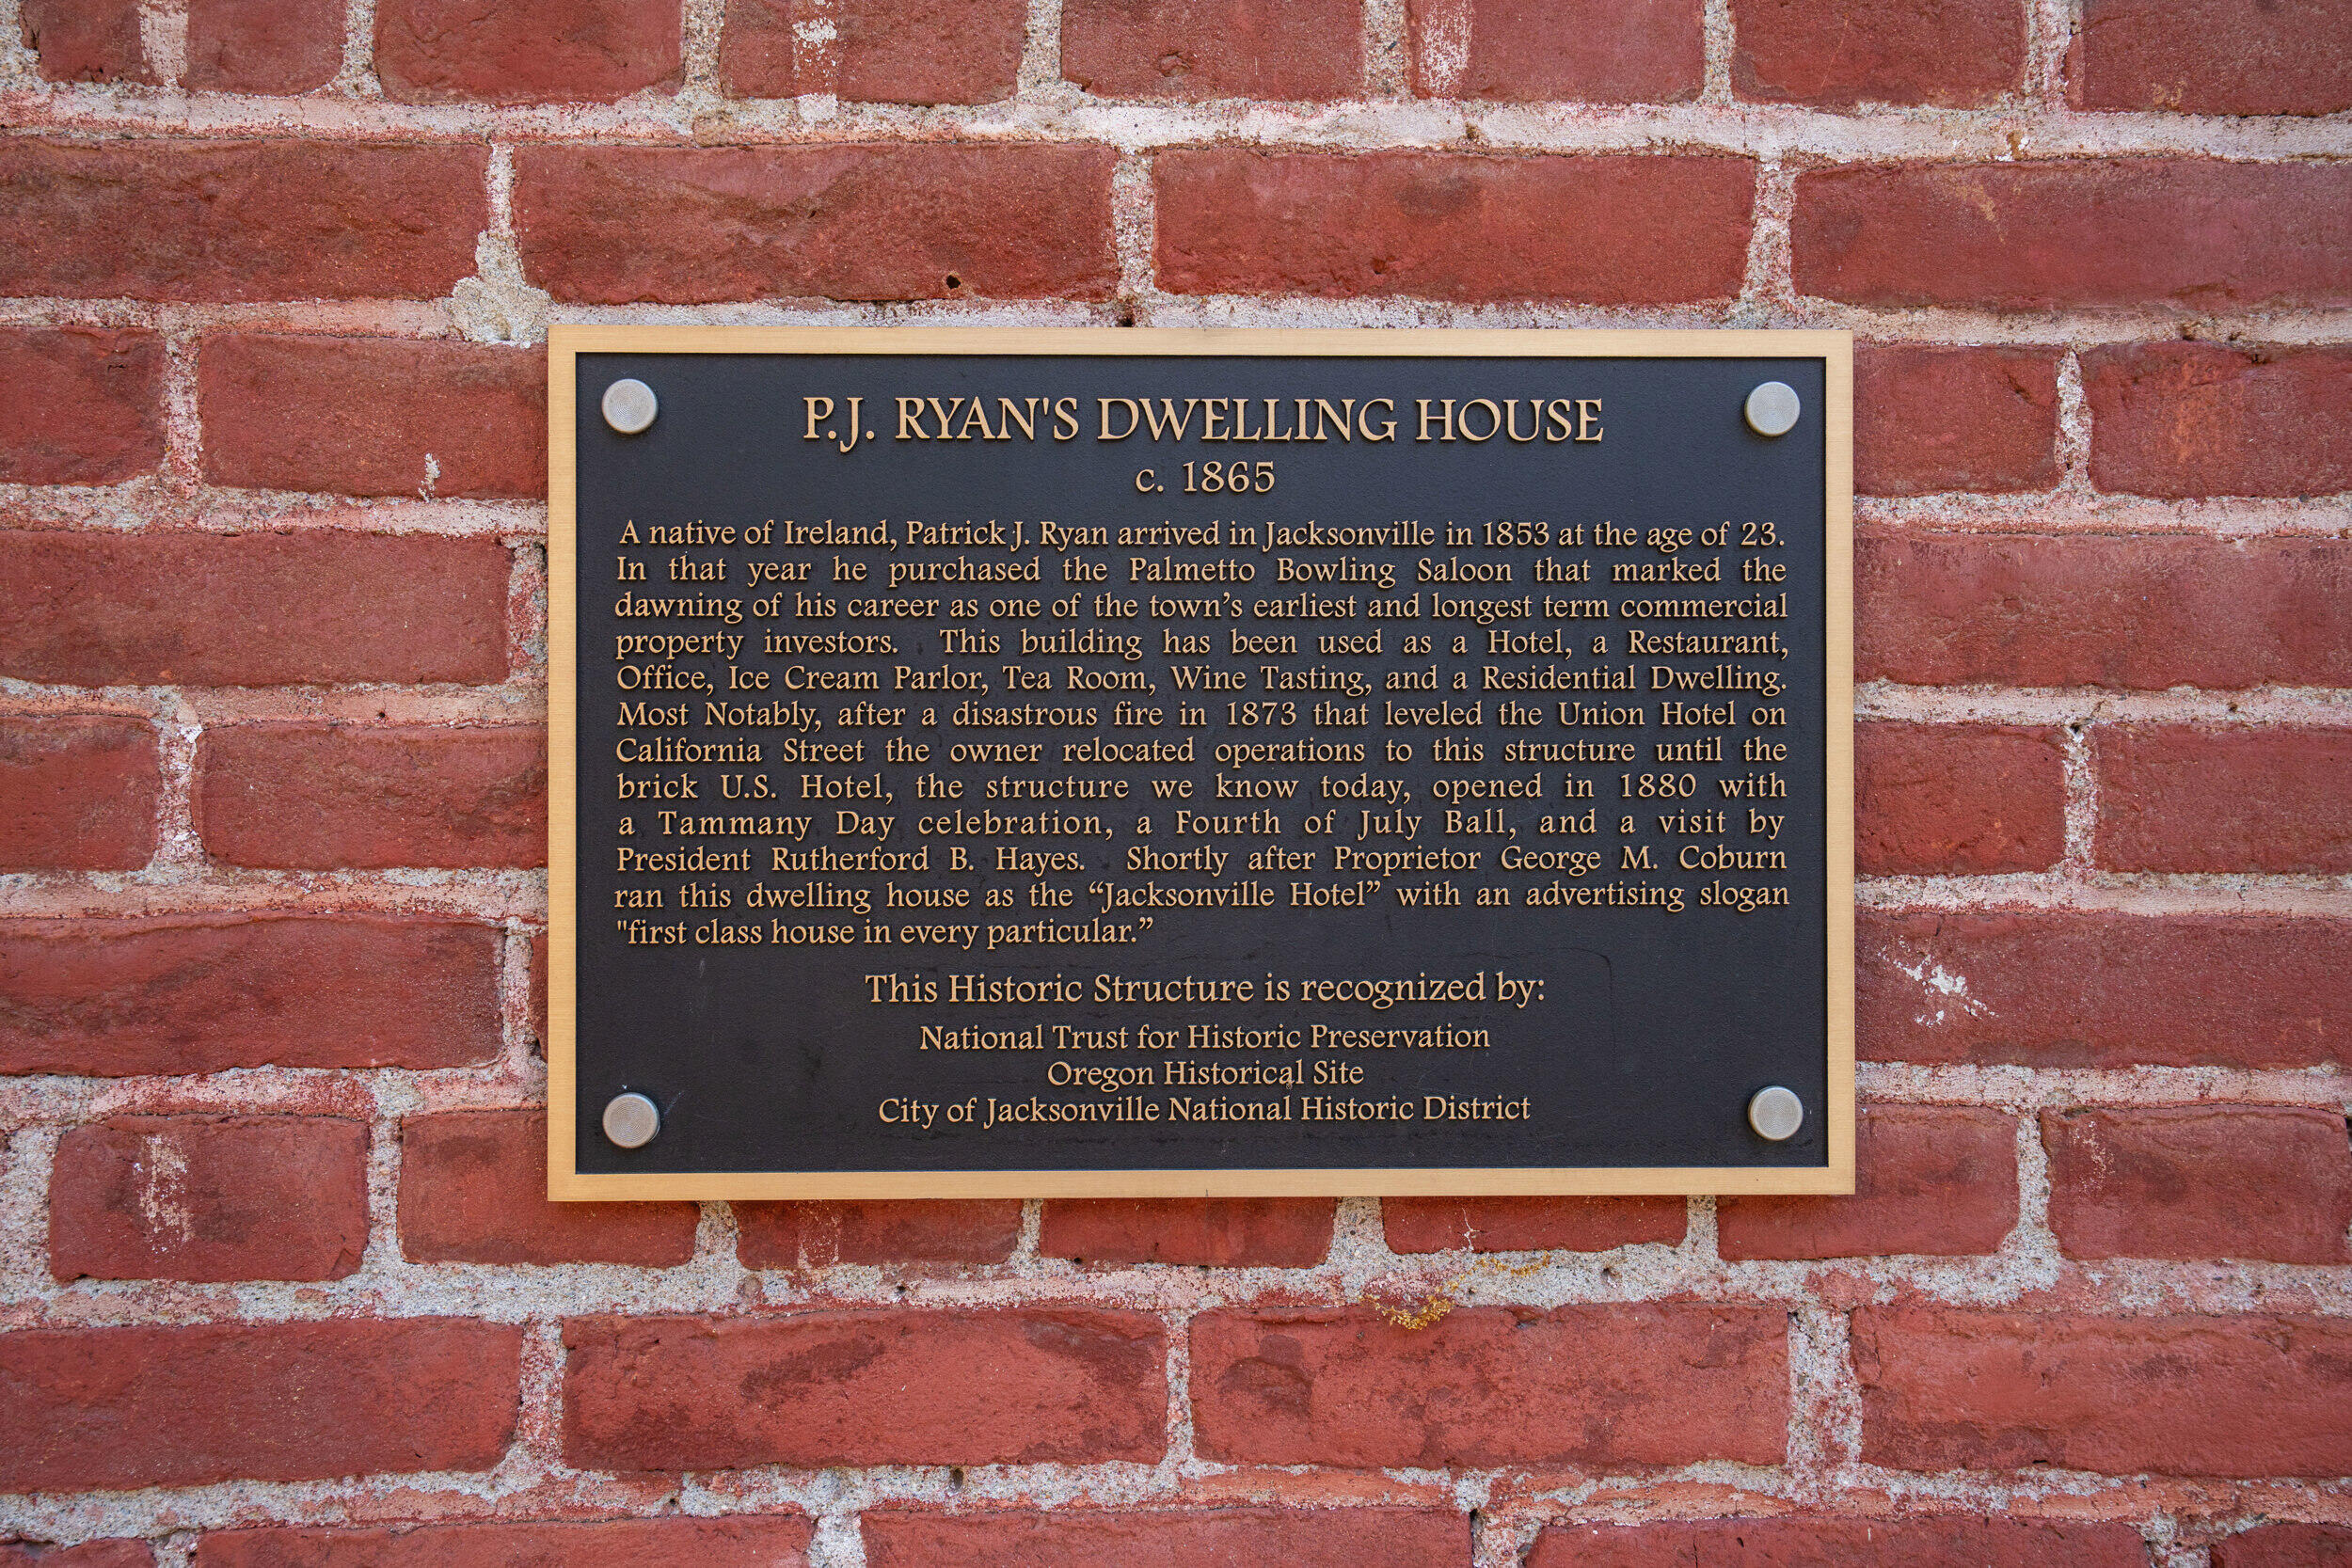 P.J. RYAN'S DWELLING HOUSE
c. 1865
A native of Ireland, Patrick J. Ryan arrived in Jacksonville in 1853 at the age of 23.
In that year he purchased the Palmetto Bowling Saloon that marked the
dawning of his career as one of the town’s earliest and longest term commercial
property investors. This building has been used as a Hotel, a Restaurant,
Office, Ice Cream Parlor, Tea Room, Wine Tasting, and a Residential Dwelling.
Most Notably, after a disastrous fire in 1873 that leveled the Union Hotel on
California Street the owner relocated operations to this structure until the
brick U.S. Hotel, the structure we know today, opened in 1880 with
a Tammany Day celebration, a Fourth of July Ball, and a visit by
President Rutherford B. Hayes. Shortly after Proprietor George M. Coburn
ran this dwelling house as the “Jacksonville Hotel” with an advertising slogan
"first class house in every particular.”
This Historic Structure is recognized by:
National Trust for Historic Preservation
Oregon Historical Site
City of Jacksonville National Historic District